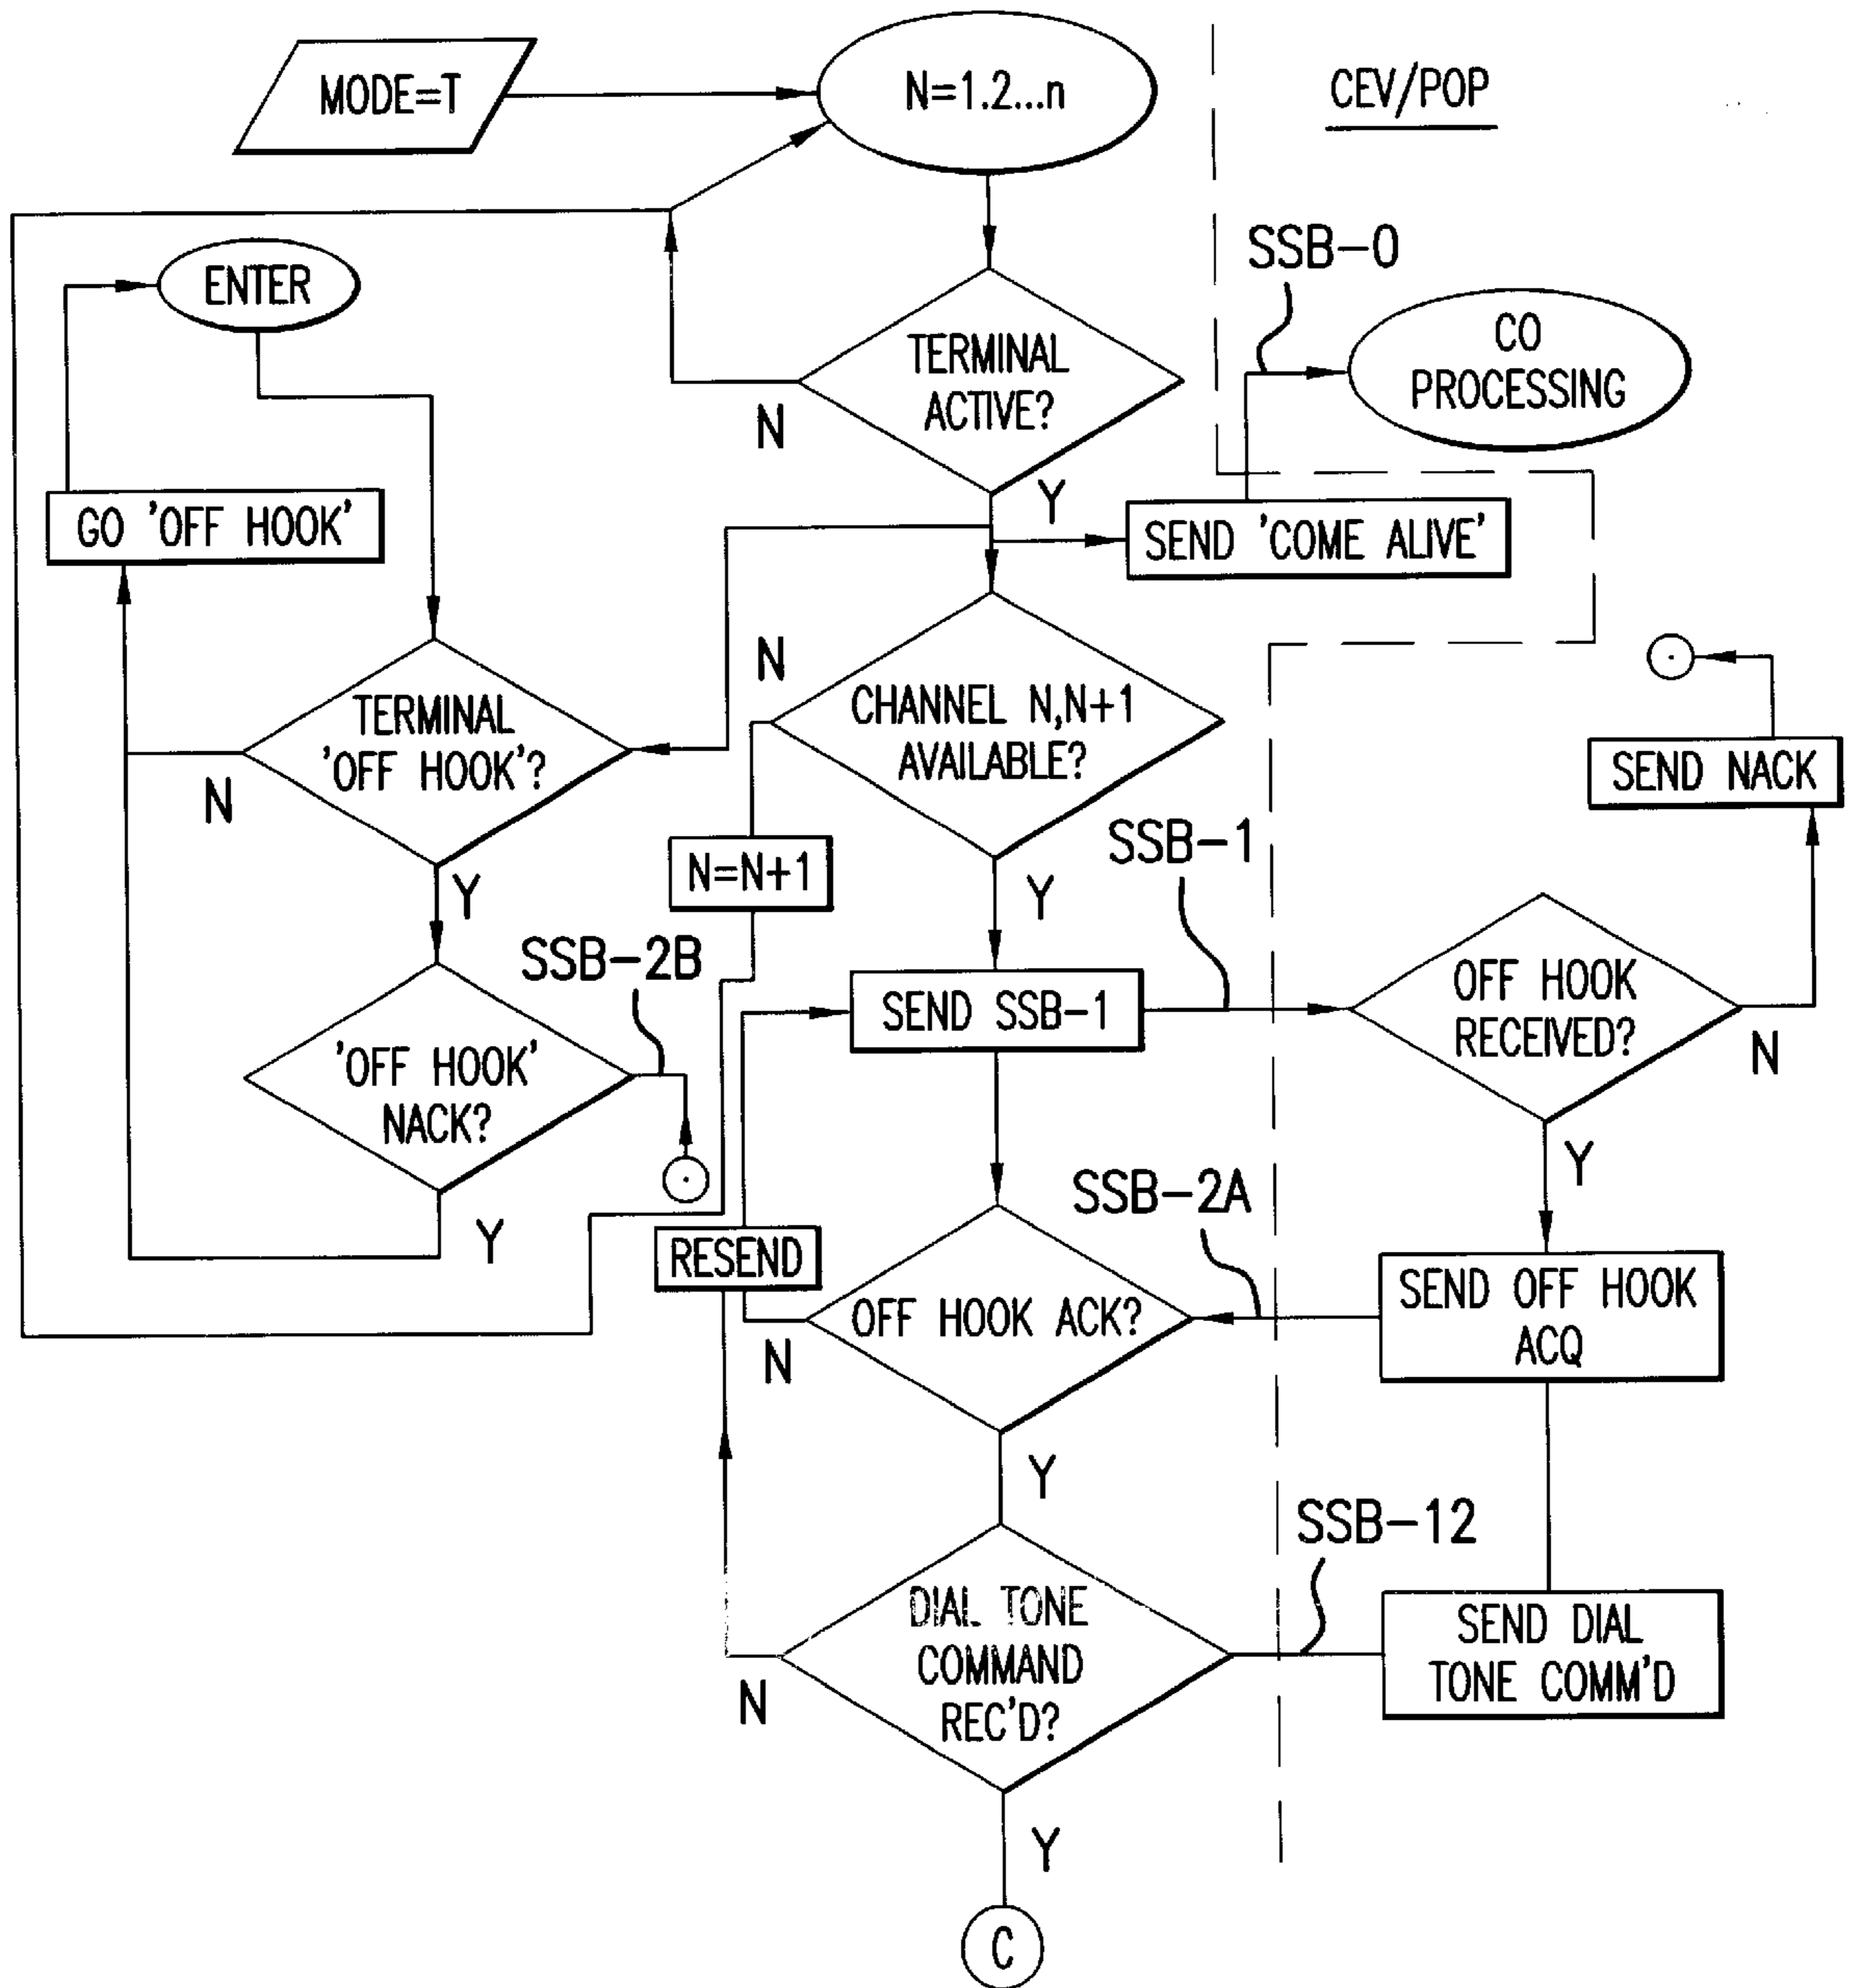 MODE=T
N=1.2...n
CEV/POP
SSB-0
ENTER
CO
PROCESSING
TERMINAL
ACTIVE?
N
Y
GO 'OFF HOOK'
SEND 'COME ALIVE'
N
TERMINAL
'OFF HOOK'?
N
CHANNEL N,N+1
AVAILABLE?
SEND NACK
N=N+1
SSB-1
Y
Y
SSB-2B
SEND SSB-1
OFF HOOK
RECEIVED?
N
'OFF HOOK'
NACK?
Y
Y
SSB-2A
RESEND
OFF HOOK ACK?
N
SEND OFF HOOK
ACQ
Y
SSB-12
DIAL TONE
COMMAND
REC'D?
N
SEND DIAL
TONE COMM'D
Y
C